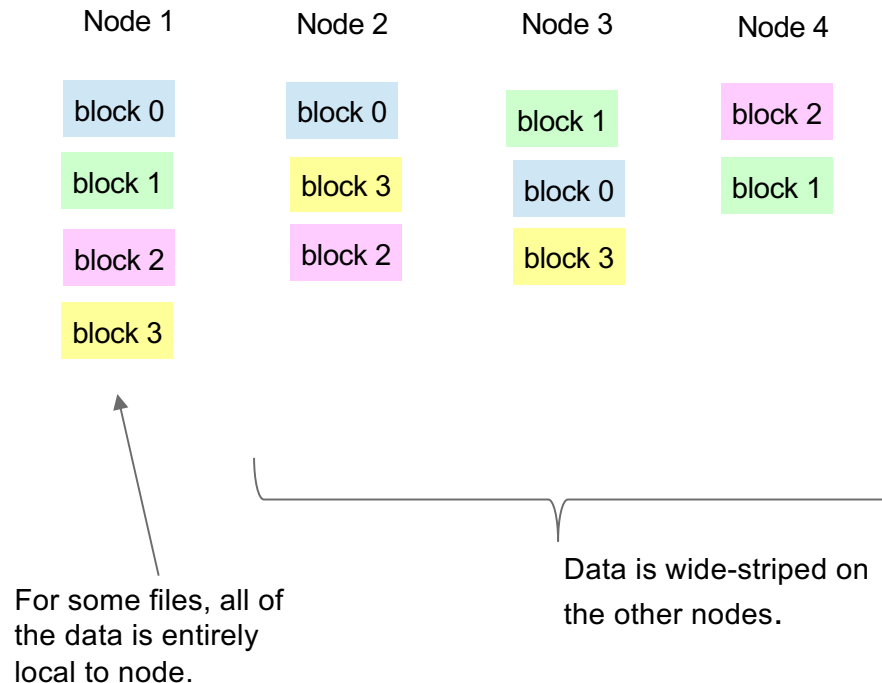 Node 1
Node 2
Node 3
Node 4
block 0
block 1
block 2
block 3
block 0
block 3
block 2
block 1
block 0
block 3
block 2
block 1
For some files, all of
the data is entirely
local to node.
Data is wide-striped on
the other nodes.